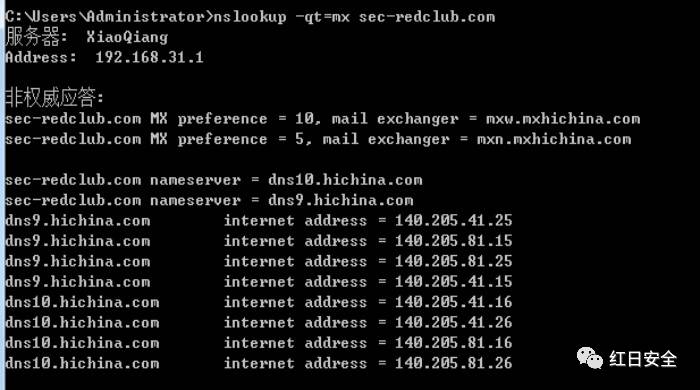 C:\Users\Administrator>nslookup -qt=mx sec-redclub.com
服务器:  XiaoQiang
Address:  192.168.31.1
非权威应答:
sec-redclub.com MX preference = 10, mail exchanger = mxw.mxhichina.com
sec-redclub.com MX preference = 5, mail exchanger = mxn.mxhichina.com
sec-redclub.com nameserver = dns10.hichina.com
sec-redclub.com nameserver = dns9.hichina.com
dns9.hichina.com        internet address = 140.205.41.25
dns9.hichina.com        internet address = 140.205.81.15
dns9.hichina.com        internet address = 140.205.81.25
dns9.hichina.com        internet address = 140.205.41.15
dns10.hichina.com       internet address = 140.205.41.16
dns10.hichina.com       internet address = 140.205.41.26
dns10.hichina.com       internet address = 140.205.81.16
dns10.hichina.com       internet address = 140.205.81.26
红日安全